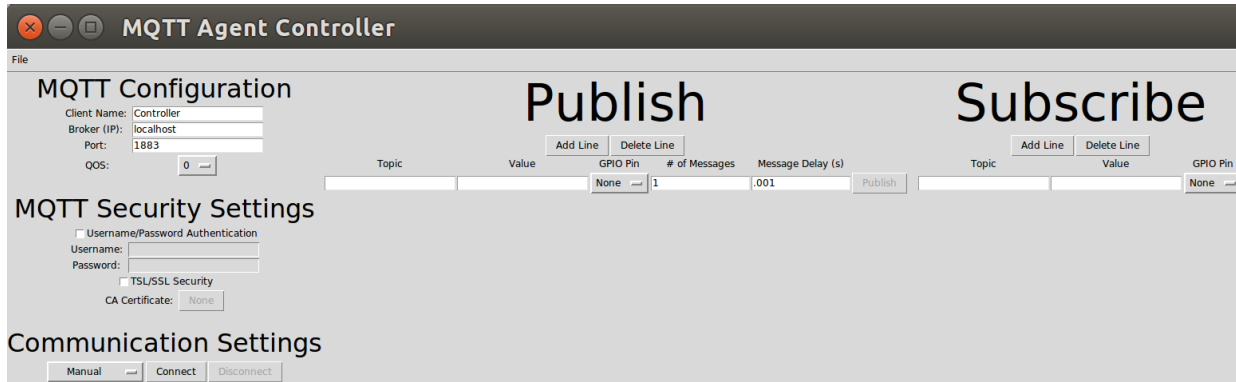 MQTT Agent Controller
File
MQTT Configuration
Client Name: Controller
Broker (IP): localhost
Port: 1883
QOS: 0
MQTT Security Settings
Username/Password Authentication
Username:
Password:
TSL/SSL Security
CA Certificate: None
Communication Settings
Manual Connect Disconnect
Publish
Add Line Delete Line
Topic Value GPIO Pin # of Messages Message Delay (s)
None 1 .001 Publish
Subscribe
Add Line Delete Line
Topic Value GPIO Pin
None